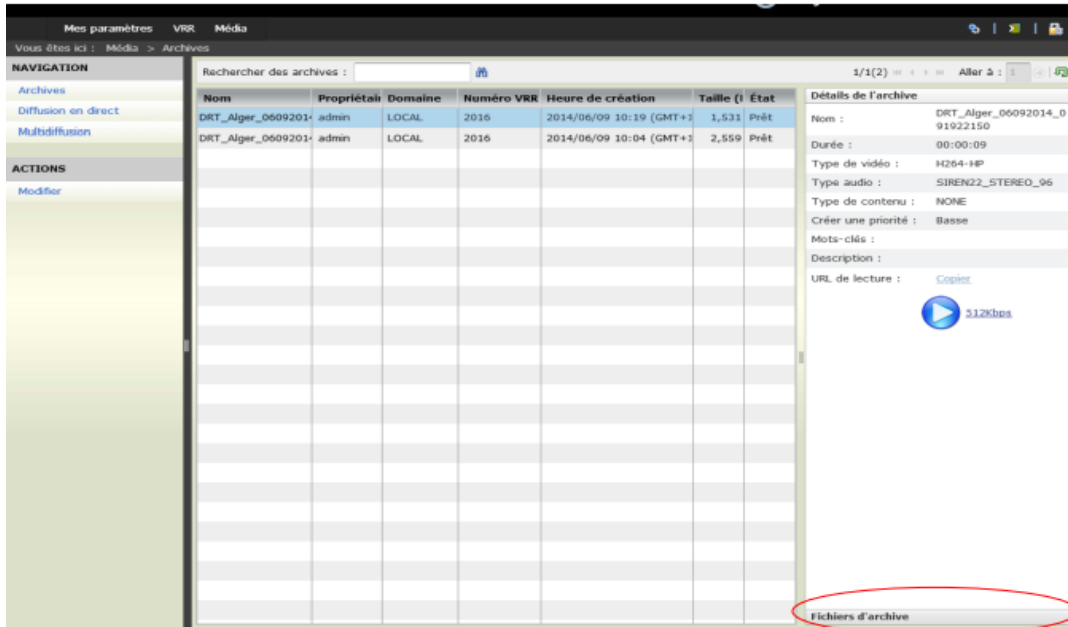 Mes paramètres VRR Média
Vous êtes ici : Média > Archives
NAVIGATION
Archives
Diffusion en direct
Multidiffusion
ACTIONS
Modifier
Rechercher des archives :
1/1(2) Aller à : 1
Nom Propriétair Domaine Numéro VRR Heure de création Taille ( État
DRT_Alger_0609201 admin LOCAL 2016 2014/06/09 10:19 (GMT+1 1,531 Prêt
DRT_Alger_0609201 admin LOCAL 2016 2014/06/09 10:04 (GMT+1 2,559 Prêt
Détails de l'archive
Nom : DRT_Alger_06092014_0
91922150
Durée : 00:00:09
Type de vidéo : H264-HP
Type audio : SIREN22_STEREO_96
Type de contenu : NONE
Créer une priorité : Basse
Mots-clés :
Description :
URL de lecture : Copier
512Kbps
Fichiers d'archive